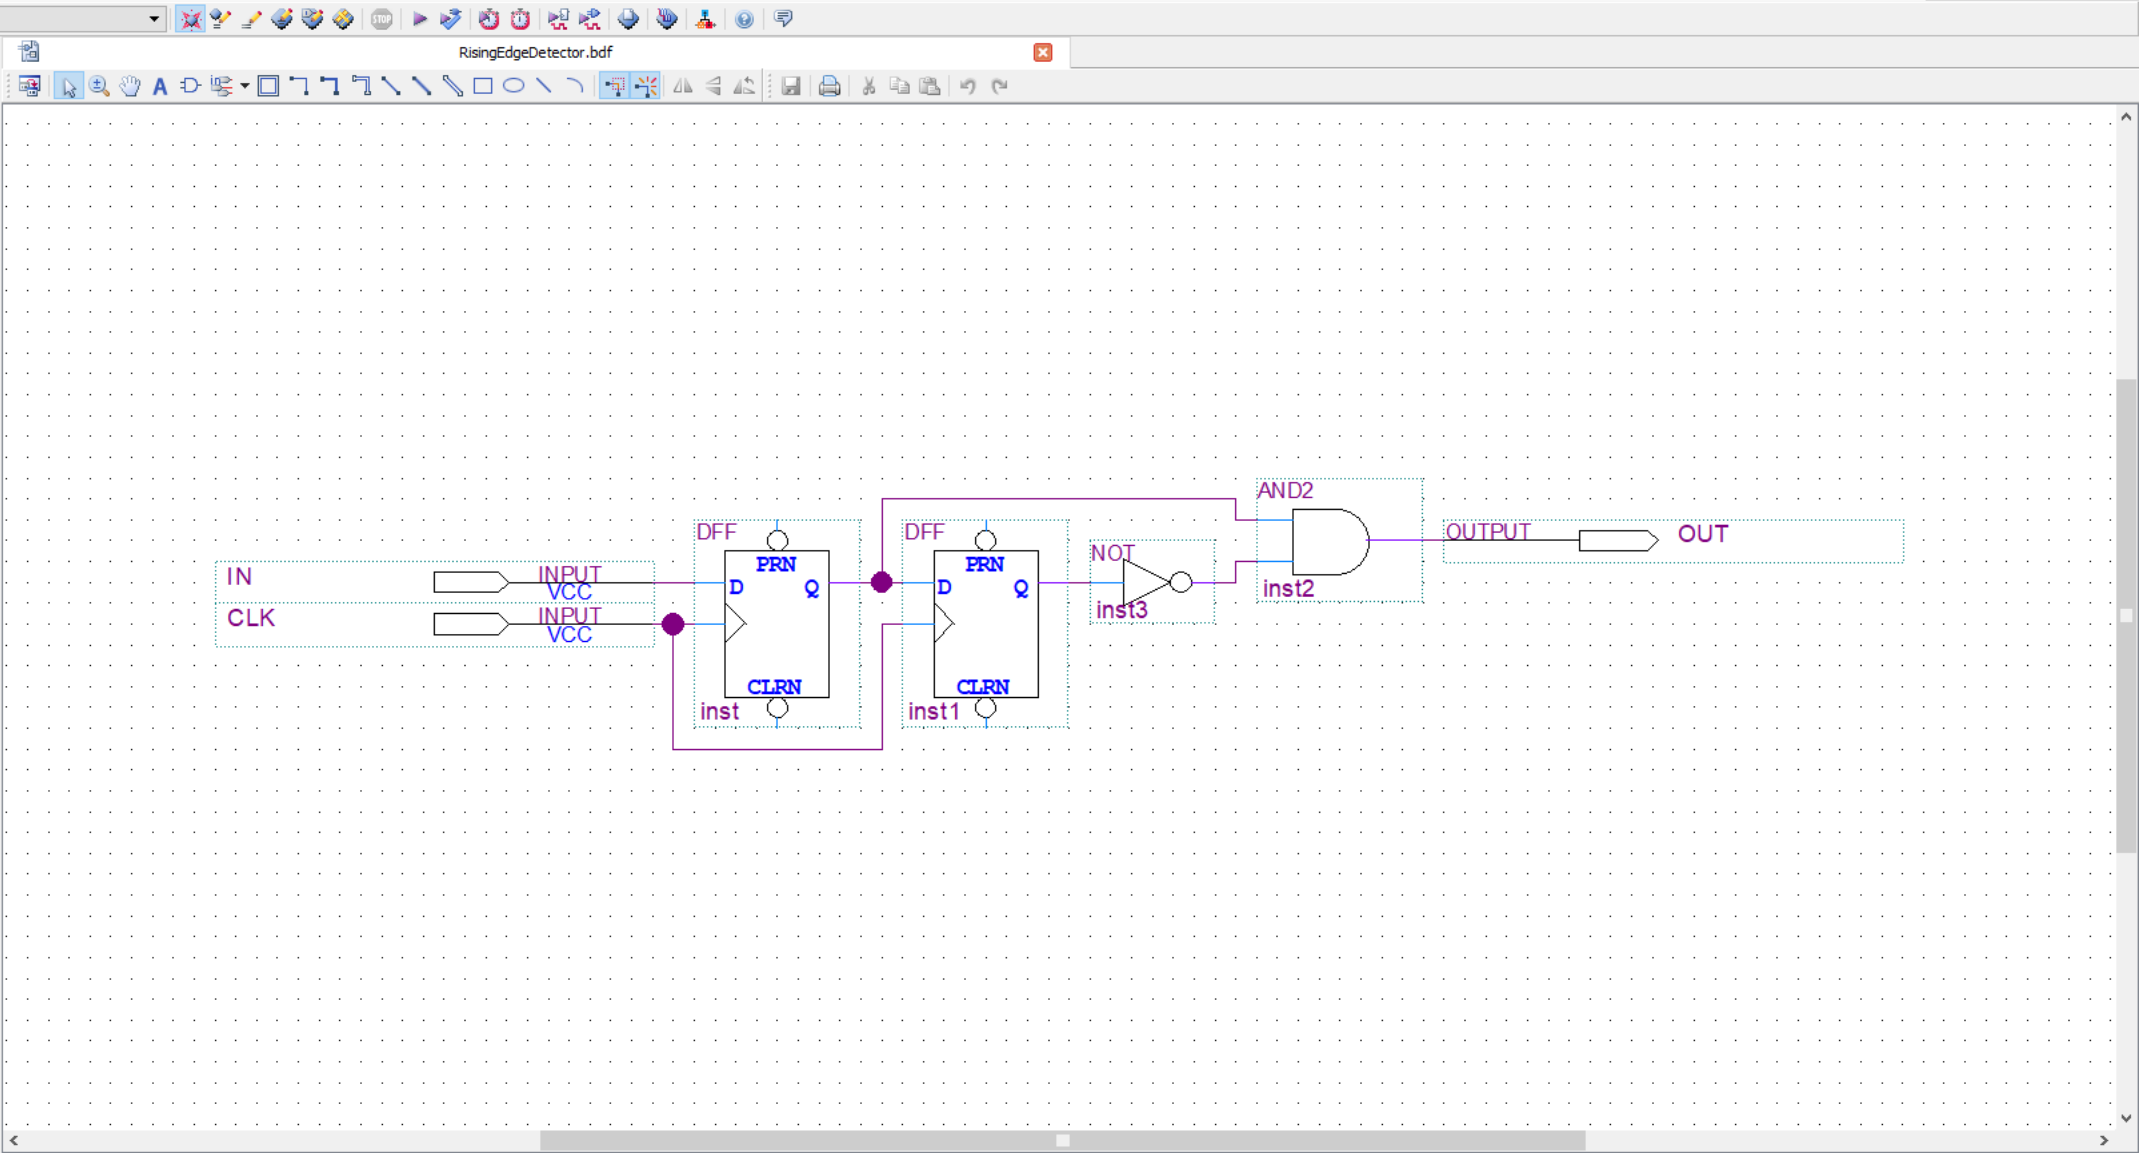 STOP
RisingEdgeDetector.bdf
A
AND2
DFF
DFF
OUTPUT
OUT
NOT
PRN
PRN
IN
INPUT
VCC
D
Q
D
Q
inst2
CLK
INPUT
VCC
inst3
CLRN
CLRN
inst
inst1